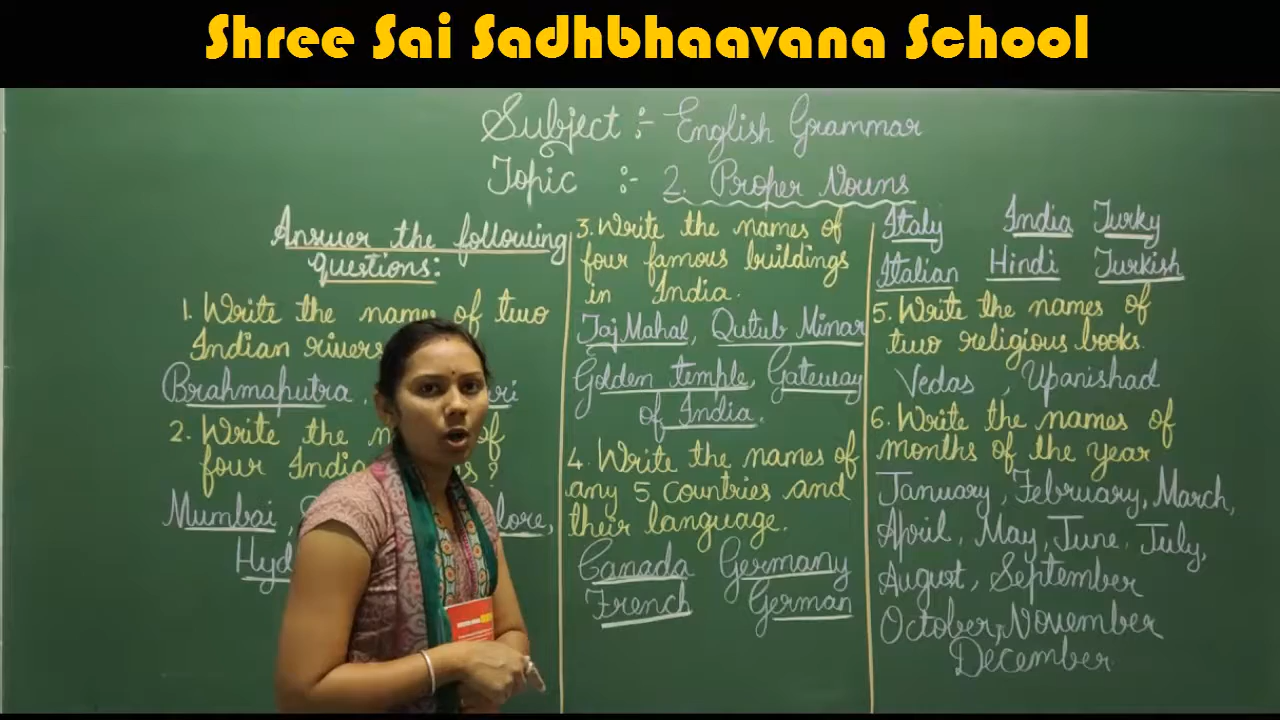 Shree Sai Sadhbhaavana School
Subject :- English Grammar
Topic :- 2. Proper Nouns
Answer the following
questions:
1. Write the name of two
Indian rivers
Brahmaputra,
2. Write the of
four India ?
Mumbai,
3. Write the names of
four famous buildings
in India.
Taj Mahal, Qutub Minar
Golden temple, Gateway
of India.
4. Write the names of
any 5 countries and
their language.
Canada Germany
French German
Italy India Turky
Italian Hindi Turkish
5. Write the names of
two religious books.
Vedas, Upanishad
6. Write the names of
months of the year
January, February, March,
April, May, June, July,
August, September
October, November
December